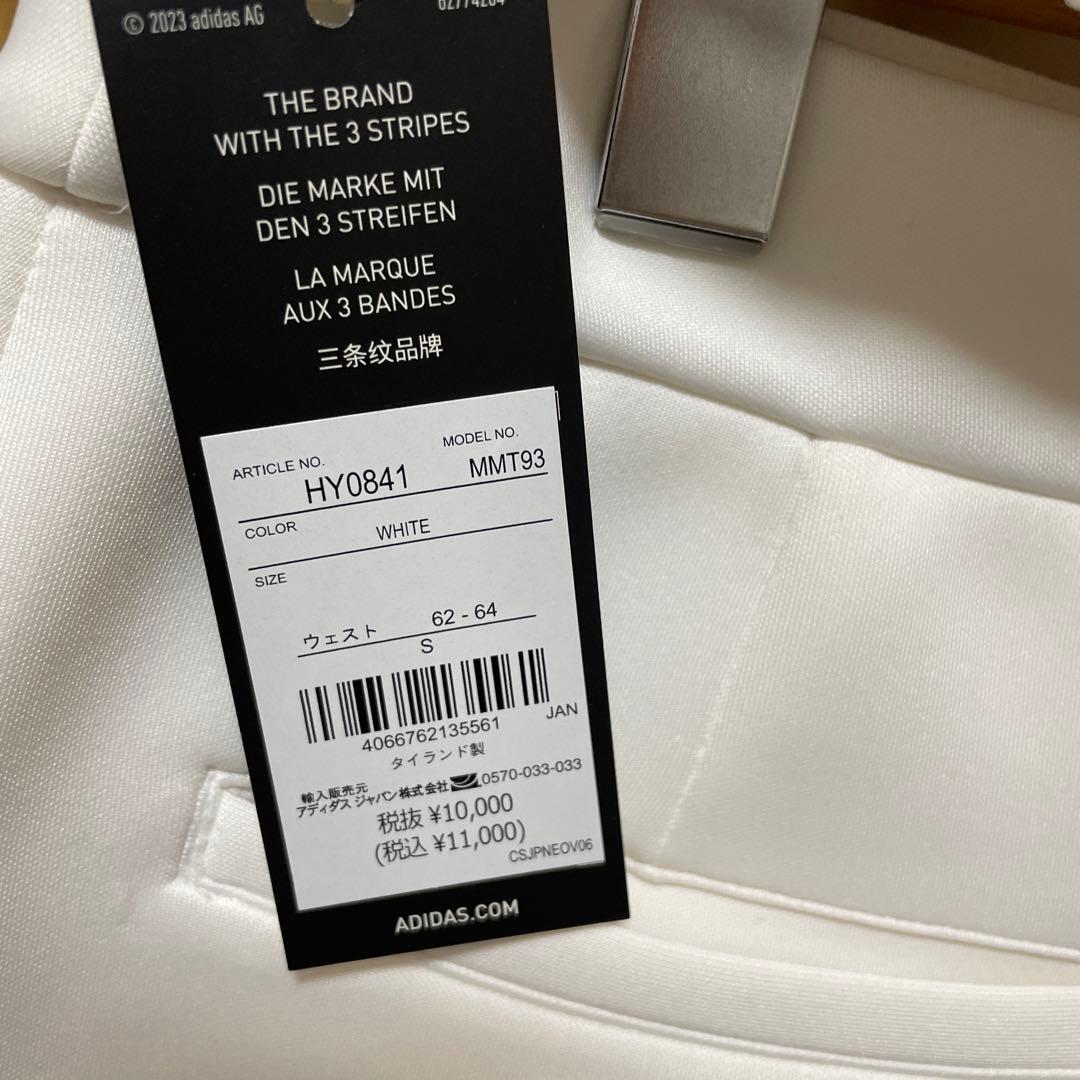 © 2023 adidas AG
62774204
THE BRAND
WITH THE 3 STRIPES
DIE MARKE MIT
DEN 3 STREIFEN
LA MARQUE
AUX 3 BANDES
三条纹品牌
ARTICLE NO.
HY0841
MODEL NO.
MMT93
COLOR
WHITE
SIZE
ウェスト 62 - 64
S
JAN
4066762135561
タイランド製
輸入販売元
アディダス ジャパン株式会社 0570-033-033
税抜 ¥10,000
(税込 ¥11,000)
CSJPNEOV06
ADIDAS.COM